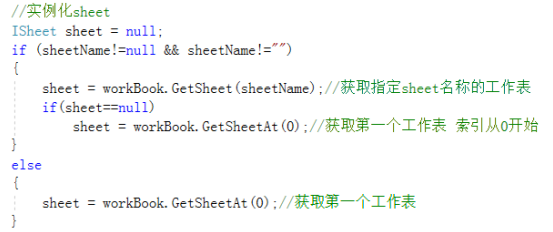 //实例化sheet
ISheet sheet = null;
if (sheetName!=null && sheetName!="")
{
    sheet = workBook.GetSheet(sheetName);//获取指定sheet名称的工作表
    if(sheet==null)
        sheet = workBook.GetSheetAt(0);//获取第一个工作表 索引从0开始
}
else
{
    sheet = workBook.GetSheetAt(0);//获取第一个工作表
}